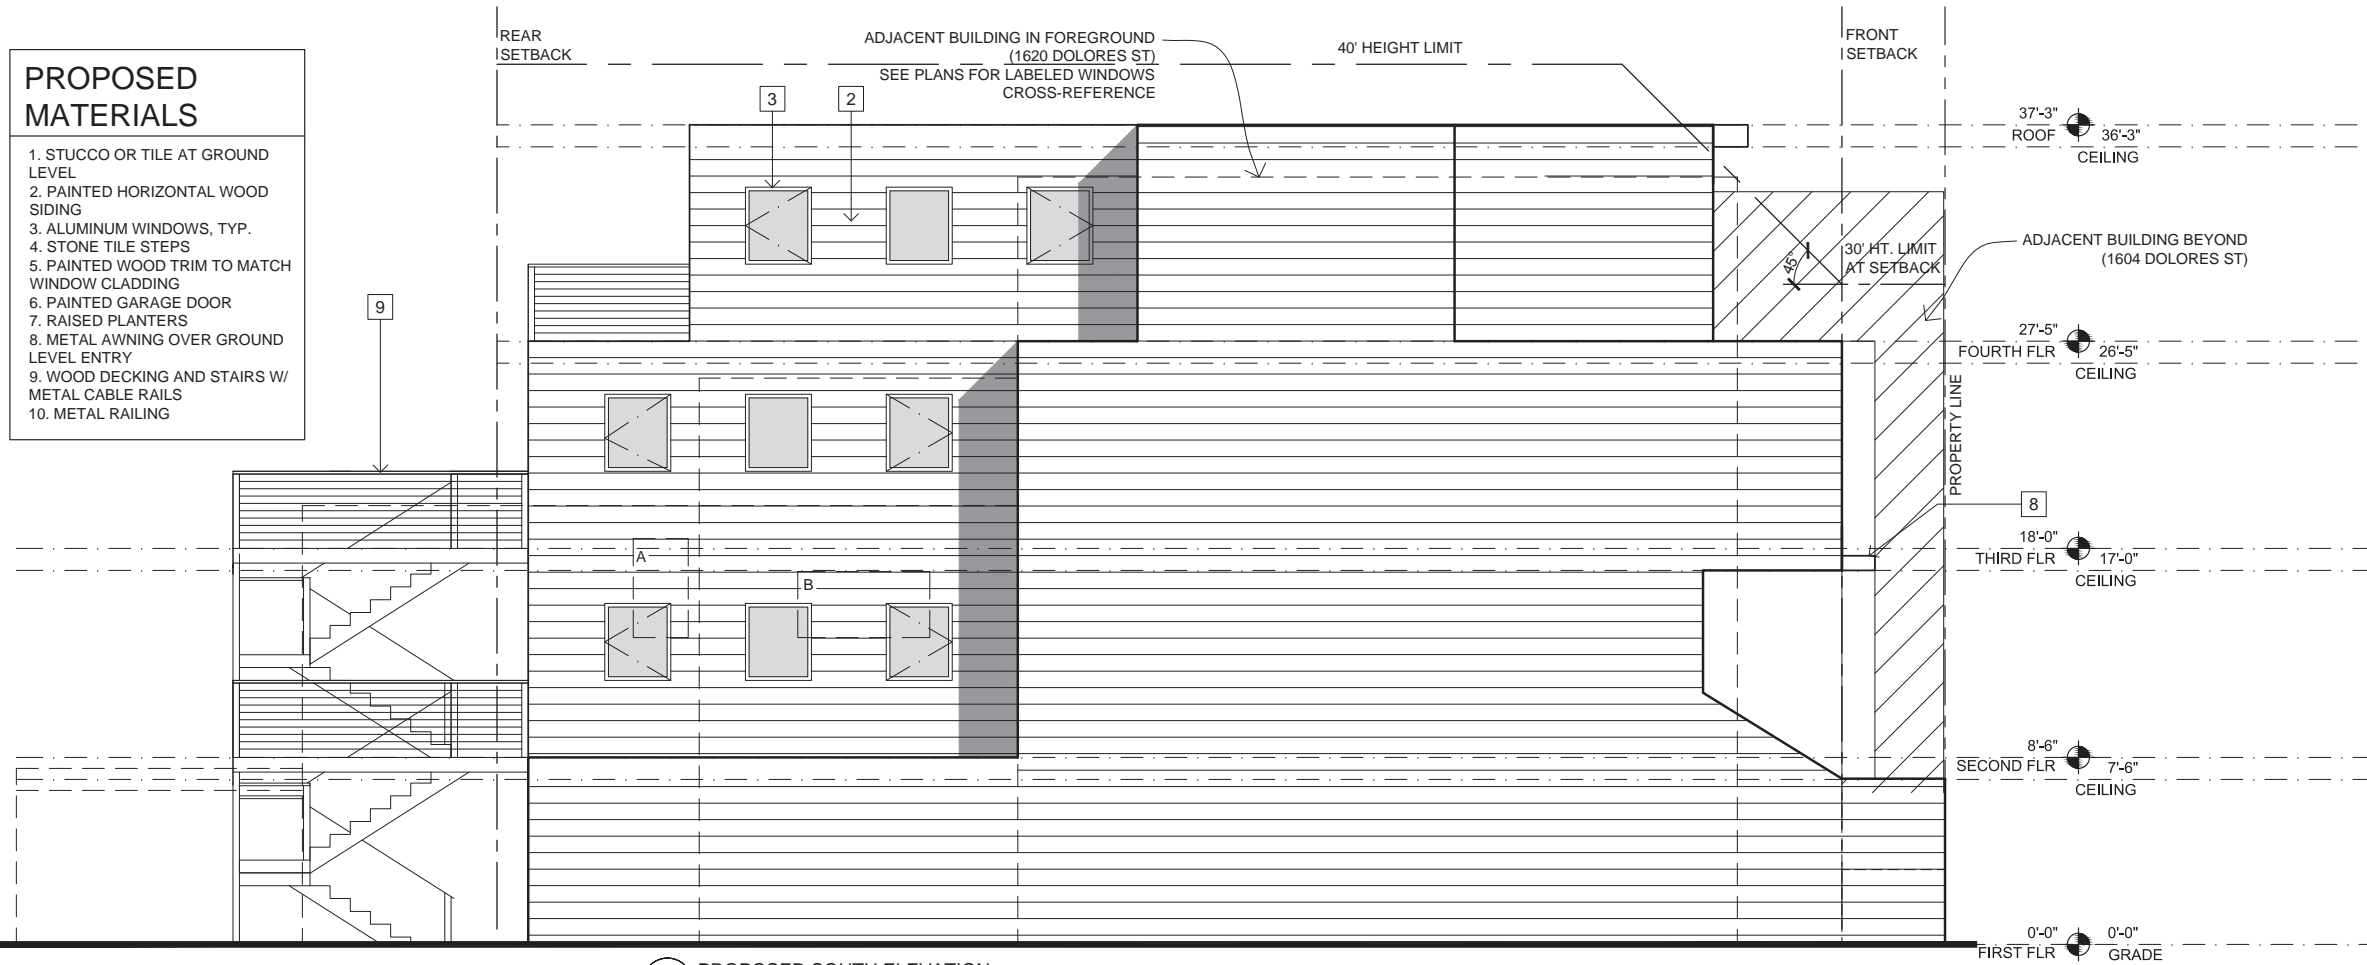 PROPOSED
MATERIALS
1. STUCCO OR TILE AT GROUND
LEVEL
2. PAINTED HORIZONTAL WOOD
SIDING
3. ALUMINUM WINDOWS, TYP.
4. STONE TILE STEPS
5. PAINTED WOOD TRIM TO MATCH
WINDOW CLADDING
6. PAINTED GARAGE DOOR
7. RAISED PLANTERS
8. METAL AWNING OVER GROUND
LEVEL ENTRY
9. WOOD DECKING AND STAIRS W/
METAL CABLE RAILS
10. METAL RAILING
REAR
SETBACK
ADJACENT BUILDING IN FOREGROUND
(1620 DOLORES ST)
SEE PLANS FOR LABELED WINDOWS
CROSS-REFERENCE
40' HEIGHT LIMIT
FRONT
SETBACK
3
2
9
8
A
B
45°
30' HT. LIMIT
AT SETBACK
ADJACENT BUILDING BEYOND
(1604 DOLORES ST)
PROPERTY LINE
37'-3"
ROOF
36'-3"
CEILING
27'-5"
FOURTH FLR
26'-5"
CEILING
18'-0"
THIRD FLR
17'-0"
CEILING
8'-6"
SECOND FLR
7'-6"
CEILING
0'-0"
FIRST FLR
0'-0"
GRADE
PROPOSED SOUTH ELEVATION